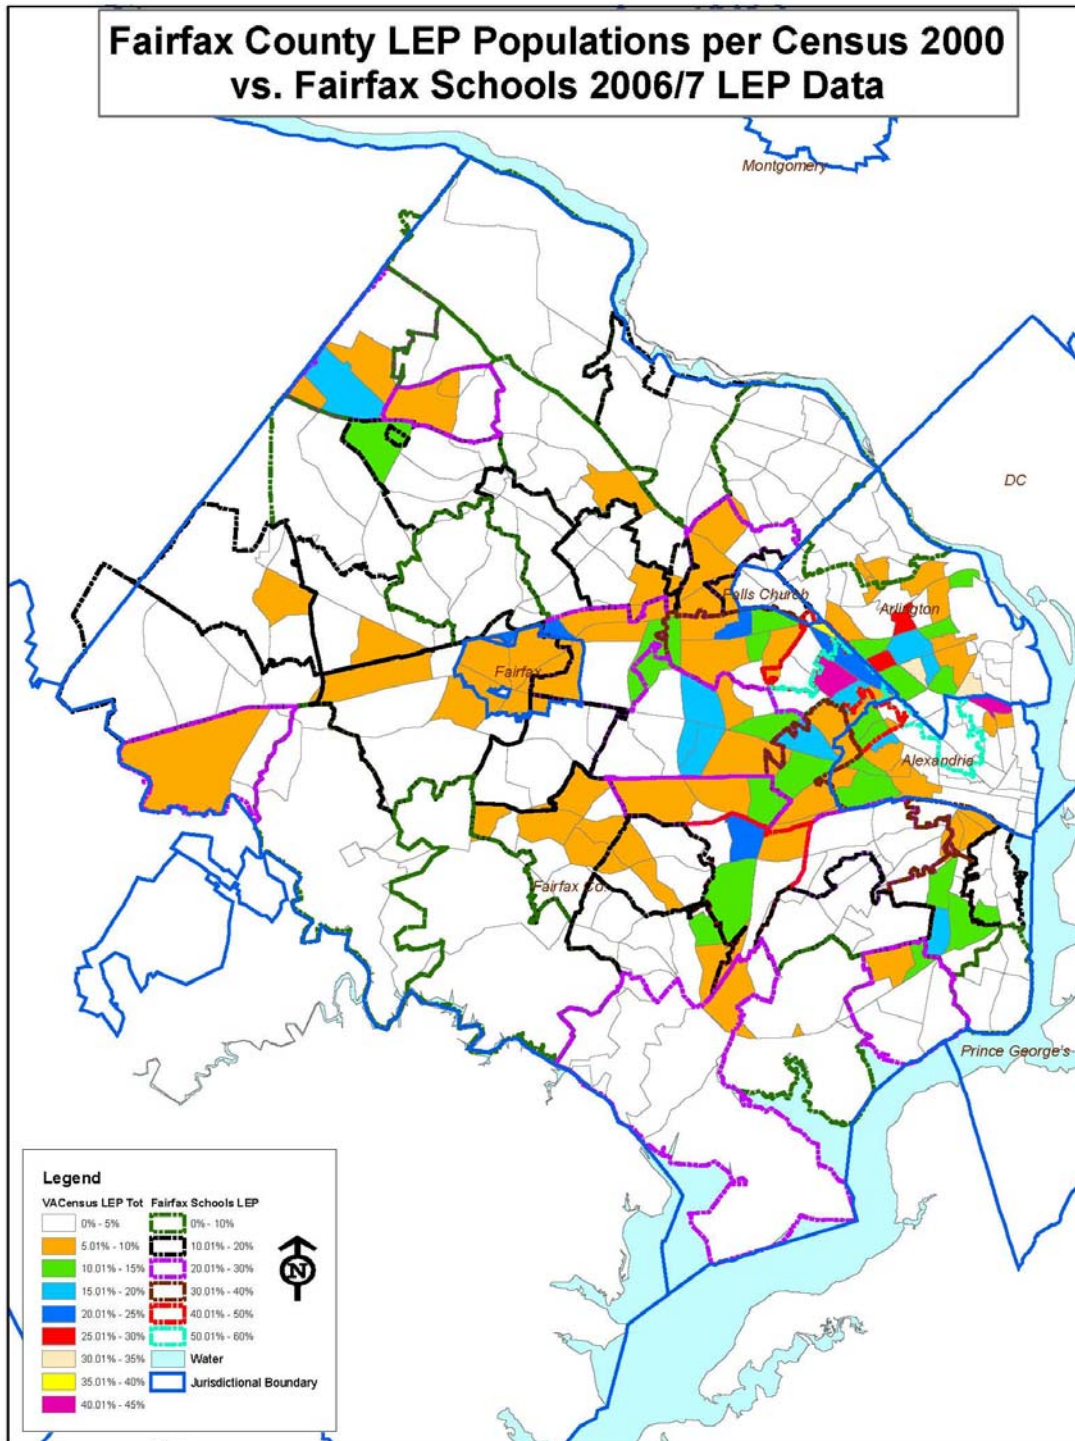 Fairfax County LEP Populations per Census 2000
vs. Fairfax Schools 2006/7 LEP Data
Montgomery
DC
Falls Church
Arlington
Fairfax
Alexandria
Fairfax Co.
Prince George's
Legend
VACensus LEP Tot Fairfax Schools LEP
0% - 5% 0% - 10%
5.01% - 10% 10.01% - 20%
10.01% - 15% 20.01% - 30%
15.01% - 20% 30.01% - 40%
20.01% - 25% 40.01% - 50%
25.01% - 30% 50.01% - 60%
30.01% - 35% Water
35.01% - 40% Jurisdictional Boundary
40.01% - 45%
N